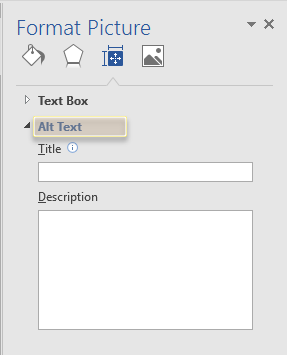 Format Picture
Text Box
Alt Text
Title
Description